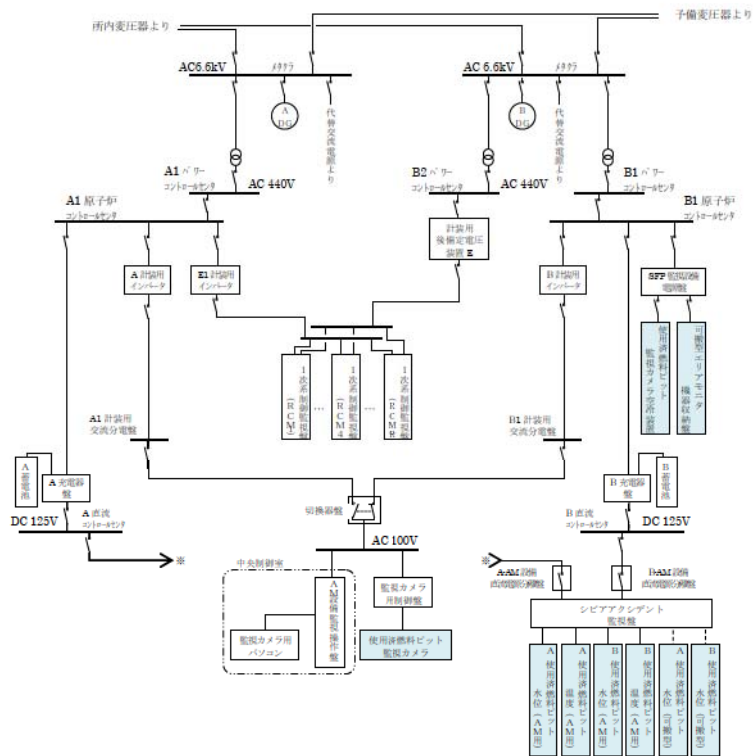 所内変圧器より
予備変圧器より
AC6.6kV
メタクラ
AC 6.6kV
メタクラ
A
DG
代替交流電源より
B
DG
代替交流電源より
A1 パワー
コントロールセンタ
AC 440V
B2 パワー
コントロールセンタ
AC 440V
B1 パワー
コントロールセンタ
A1 原子炉
コントロールセンタ
B1 原子炉
コントロールセンタ
計装用
後備定電圧
装置 E
A 計装用
インバータ
E1 計装用
インバータ
B 計装用
インバータ
SFP 監視設備
電源盤
使用済燃料ピット
監視カメラ空冷装置
可搬型エリアモニタ
機器収納盤
1次系制御監視盤
…
1次系制御監視盤
(RCM4)
…
1次系制御監視盤
(RCM8)
A1 計装用
交流分電盤
B1 計装用
交流分電盤
A 蓄電池
A 充電器
盤
B 充電器
盤
B 蓄電池
A 直流
コントロールセンタ
DC 125V
切換器盤
B 直流
コントロールセンタ
DC 125V
※
AC 100V
※
中央制御室
AM設備監視操作盤
監視カメラ用
パソコン
監視カメラ
用制御盤
使用済燃料ピット
監視カメラ
A-AM設備
直流電源分離盤
B-AM設備
直流電源分離盤
シビアアクシデント
監視盤
A 使用済燃料ピット
水位(AM用)
A 使用済燃料ピット
温度(AM用)
B 使用済燃料ピット
水位(AM用)
B 使用済燃料ピット
温度(AM用)
A 使用済燃料ピット
水位(可搬型)
B 使用済燃料ピット
水位(可搬型)